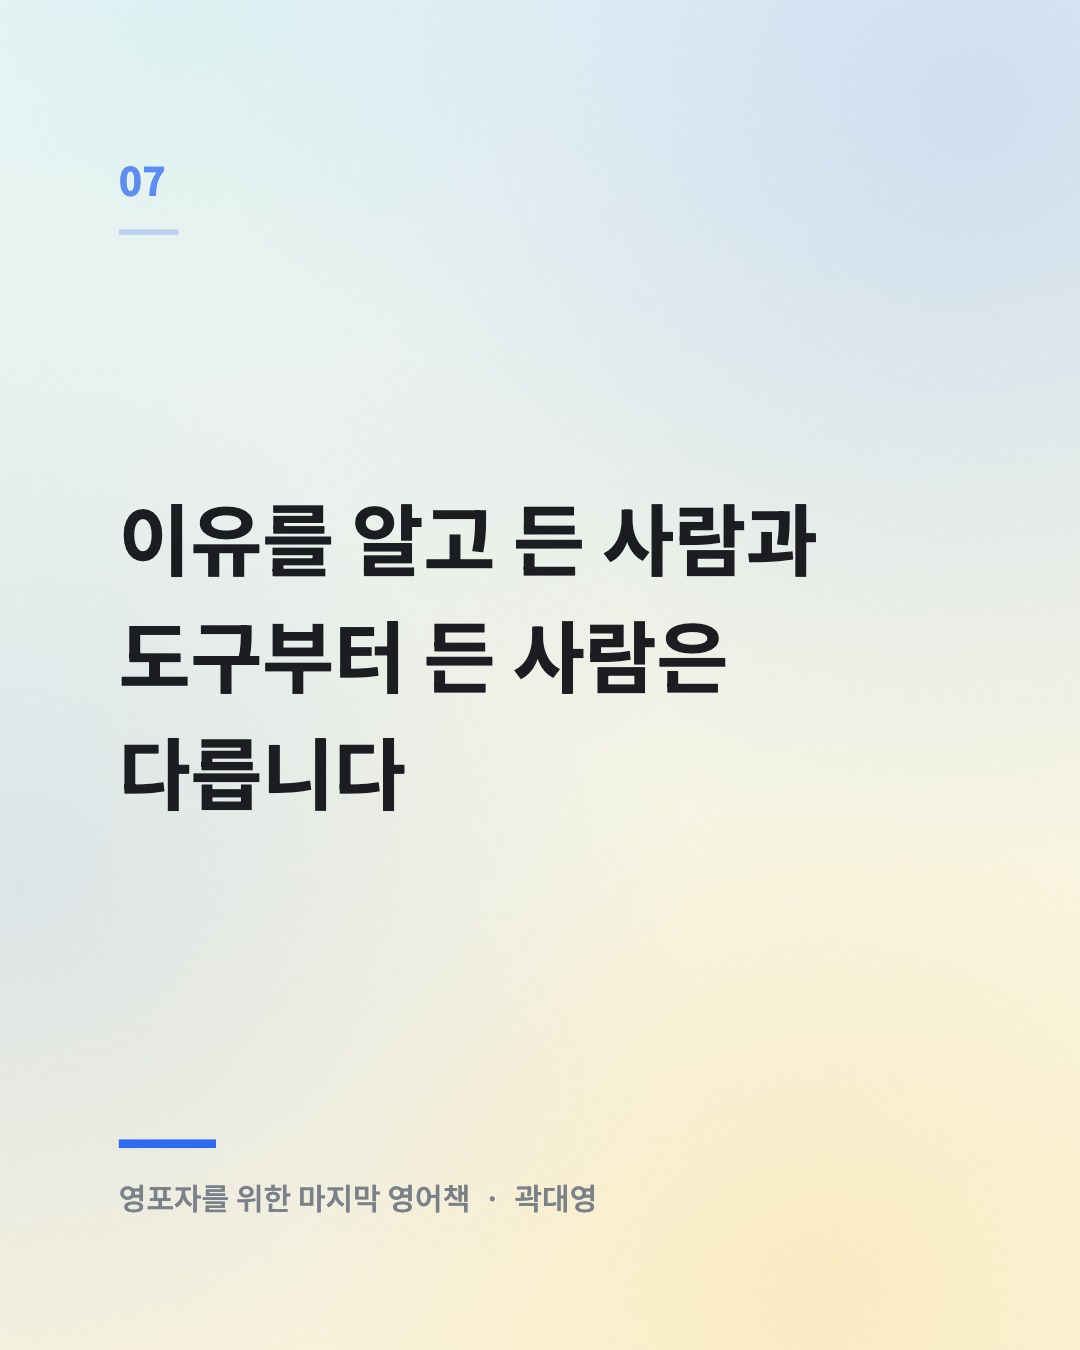 07
이유를 알고 든 사람과
도구부터 든 사람은
다릅니다
영포자를 위한 마지막 영어책 · 곽대영